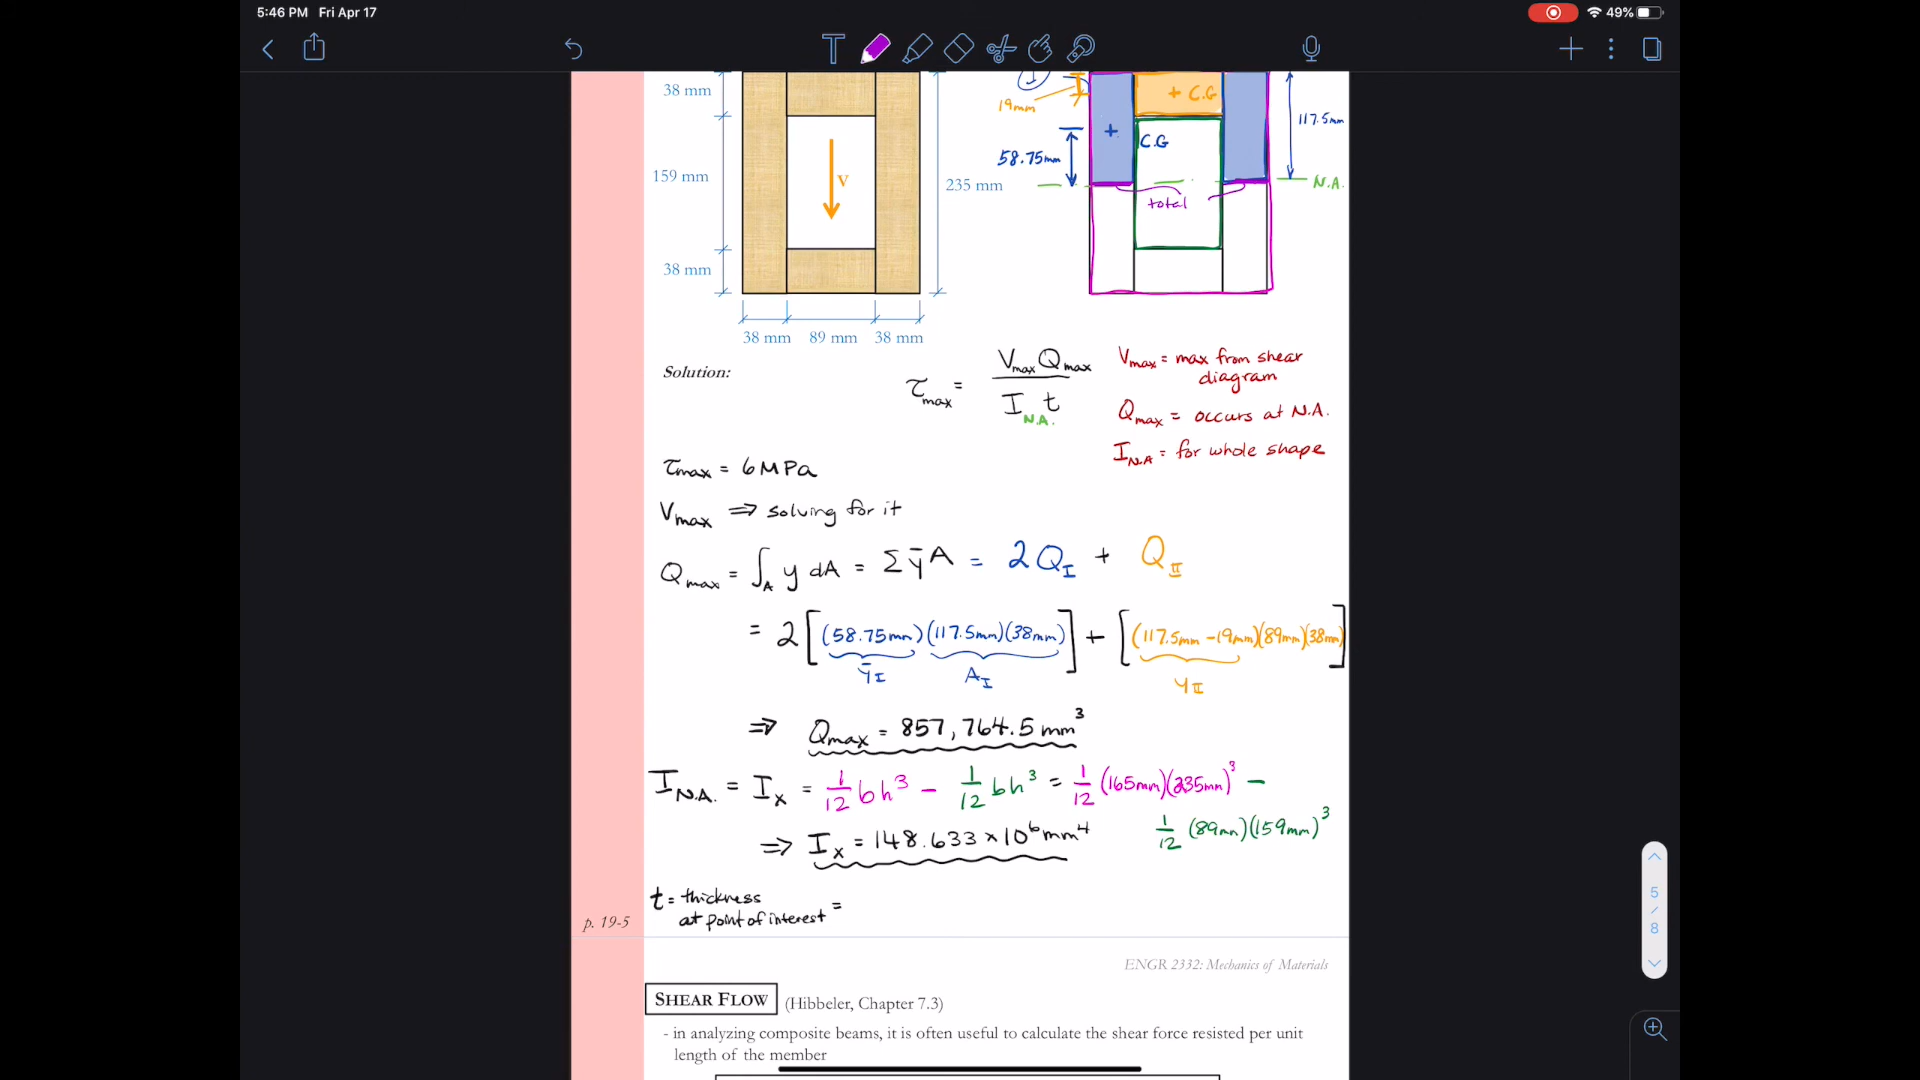 5:46 PM Fri Apr 17
49%
38 mm
159 mm
38 mm
V
235 mm
38 mm 89 mm 38 mm
I
19mm
+ C.G
+
C.G
58.75mm
117.5mm
N.A.
total
Solution:
τmax = VmaxQmax / I N.A. t
Vmax = max from shear
diagram
Qmax = occurs at N.A.
IN.A = for whole shape
τmax = 6MPa
Vmax ⇒ solving for it
Qmax = ∫A y dA = Σ ȳA = 2QI + QII
= 2[(58.75mm)(117.5mm)(38mm)] + [(117.5mm-19mm)(89mm)(38mm)]
ȳI AI yII
⇒ Qmax = 857,764.5 mm³
IN.A. = Ix = 1/12 bh³ - 1/12 bh³ = 1/12 (165mm)(235mm)³ -
1/12 (89mm)(159mm)³
⇒ Ix = 148.633 × 10⁶ mm⁴
t = thickness
at point of interest =
p. 19-5
5
/
8
ENGR 2332: Mechanics of Materials
SHEAR FLOW (Hibbeler, Chapter 7.3)
- in analyzing composite beams, it is often useful to calculate the shear force resisted per unit
length of the member